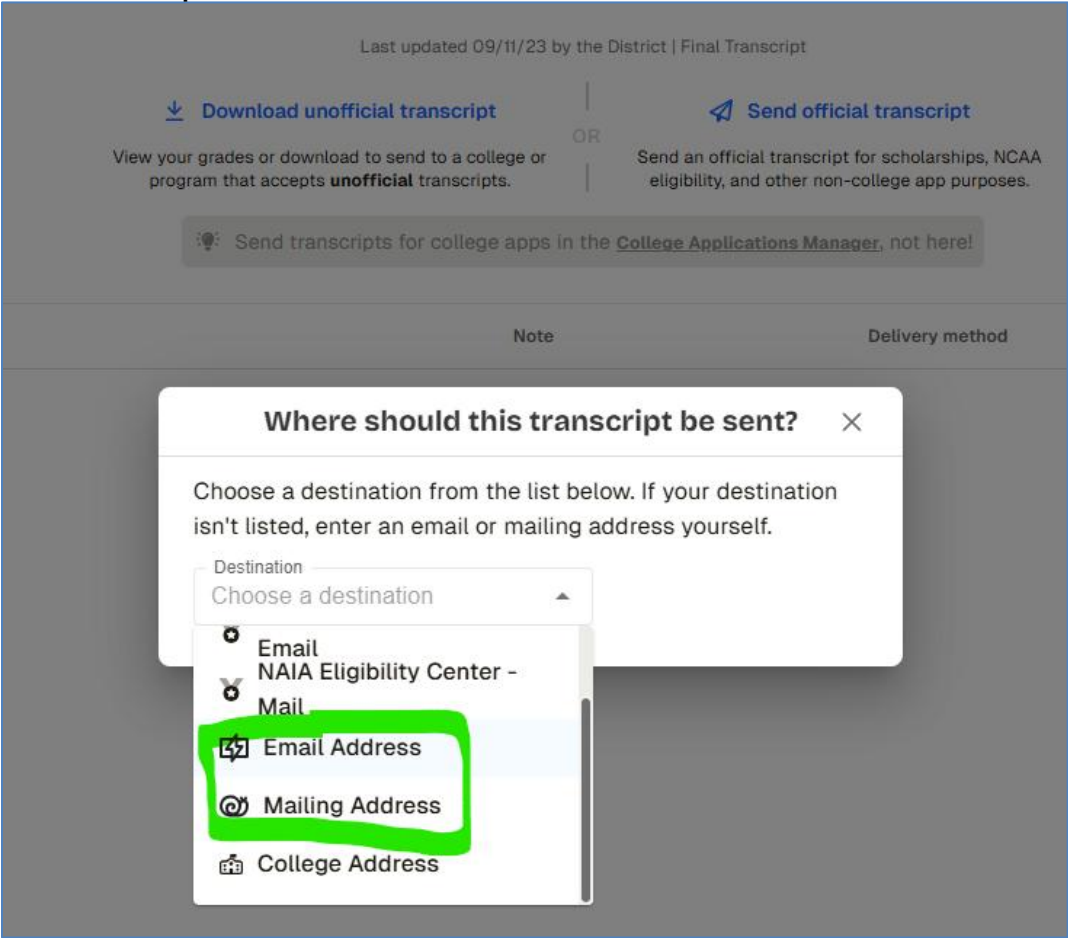 Last updated 09/11/23 by the District | Final Transcript
Download unofficial transcript
OR
Send official transcript
View your grades or download to send to a college or
program that accepts unofficial transcripts.
Send an official transcript for scholarships, NCAA
eligibility, and other non-college app purposes.
Send transcripts for college apps in the College Applications Manager, not here!
Note
Delivery method
Where should this transcript be sent?
Choose a destination from the list below. If your destination
isn't listed, enter an email or mailing address yourself.
Destination
Choose a destination
Email
NAIA Eligibility Center -
Mail
Email Address
Mailing Address
College Address